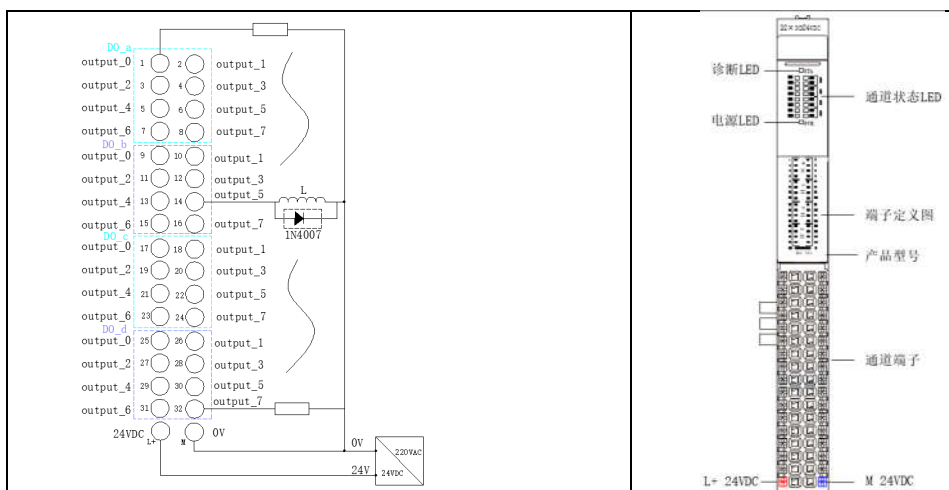 DO_a
output_0 1 2 output_1
output_2 3 4 output_3
output_4 5 6 output_5
output_6 7 8 output_7
DO_b
output_0 9 10 output_1
output_2 11 12 output_3
output_4 13 14 output_5
output_6 15 16 output_7
L
1N4007
DO_c
output_0 17 18 output_1
output_2 19 20 output_3
output_4 21 22 output_5
output_6 23 24 output_7
DO_d
output_0 25 26 output_1
output_2 27 28 output_3
output_4 29 30 output_5
output_6 31 32 output_7
24VDC L+ M 0V
0V
24V
220VAC
24VDC
诊断LED
通道状态LED
电源LED
端子定义图
产品型号
通道端子
L+ 24VDC
M 24VDC